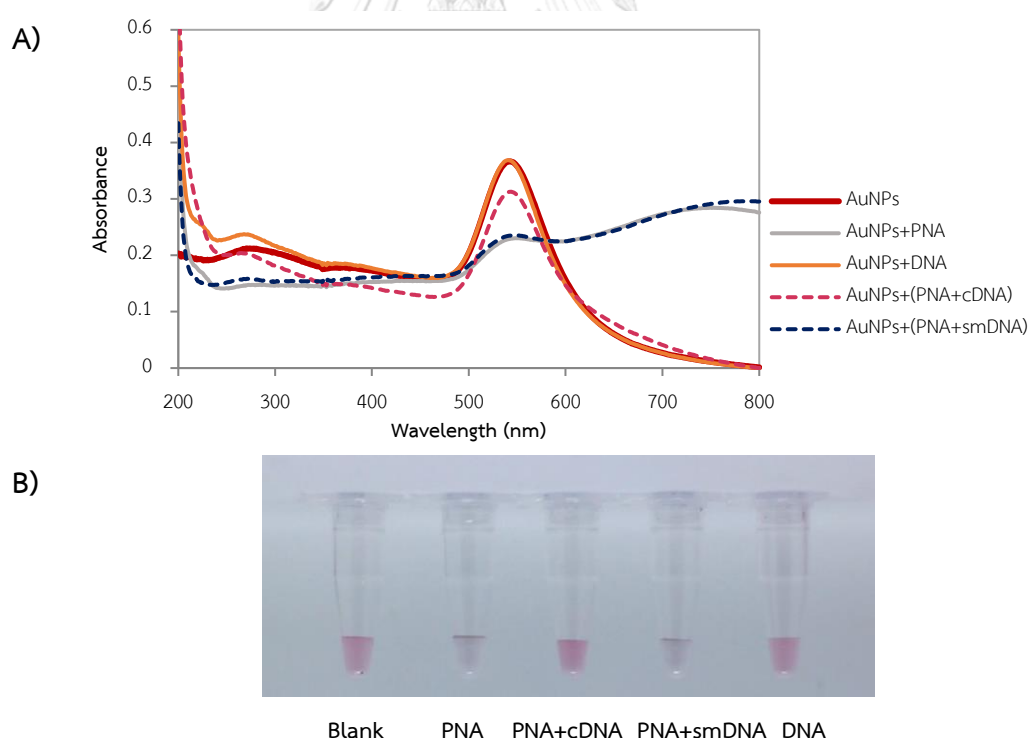 A)
0.6
0.5
0.4
0.3
0.2
0.1
0
Absorbance
200 300 400 500 600 700 800
Wavelength (nm)
AuNPs
AuNPs+PNA
AuNPs+DNA
AuNPs+(PNA+cDNA)
AuNPs+(PNA+smDNA)
B)
Blank PNA PNA+cDNA PNA+smDNA DNA